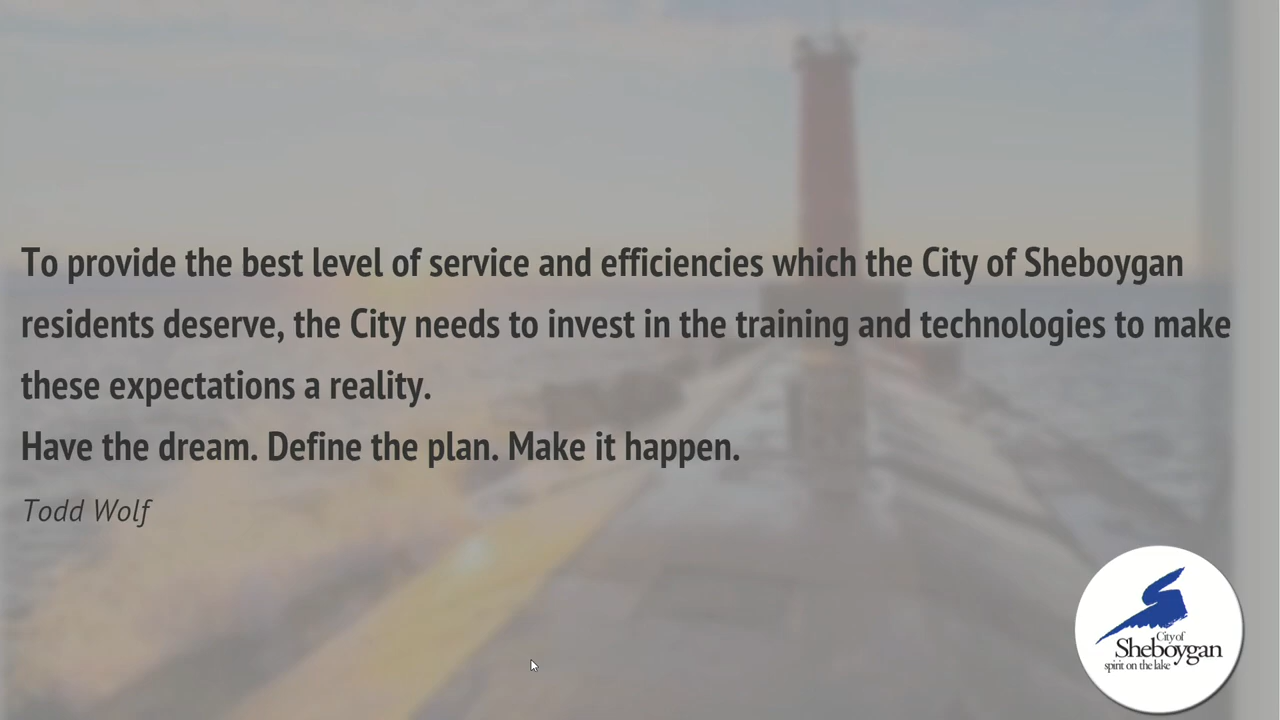 To provide the best level of service and efficiencies which the City of Sheboygan
residents deserve, the City needs to invest in the training and technologies to make
these expectations a reality.
Have the dream. Define the plan. Make it happen.
Todd Wolf
City of
Sheboygan
spirit on the lake